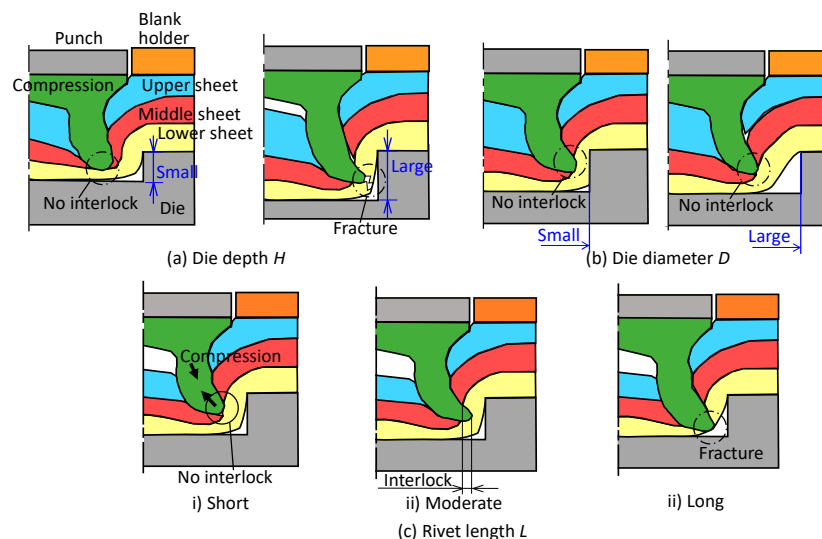 Punch
Blank
holder
Compression
Upper sheet
Middle sheet
Lower sheet
Small
No interlock
Die
Large
Fracture
(a) Die depth H
No interlock
Small
No interlock
Large
(b) Die diameter D
Compression
No interlock
i) Short
Interlock
ii) Moderate
Fracture
ii) Long
(c) Rivet length L